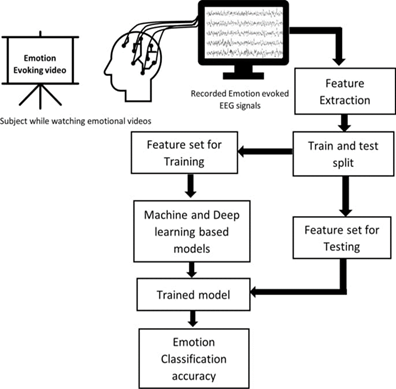 Emotion
Evoking video
Recorded Emotion evoked
EEG signals
Subject while watching emotional videos
Feature
Extraction
Train and test
split
Feature set for
Training
Machine and Deep
learning based
models
Feature set for
Testing
Trained model
Emotion
Classification
accuracy